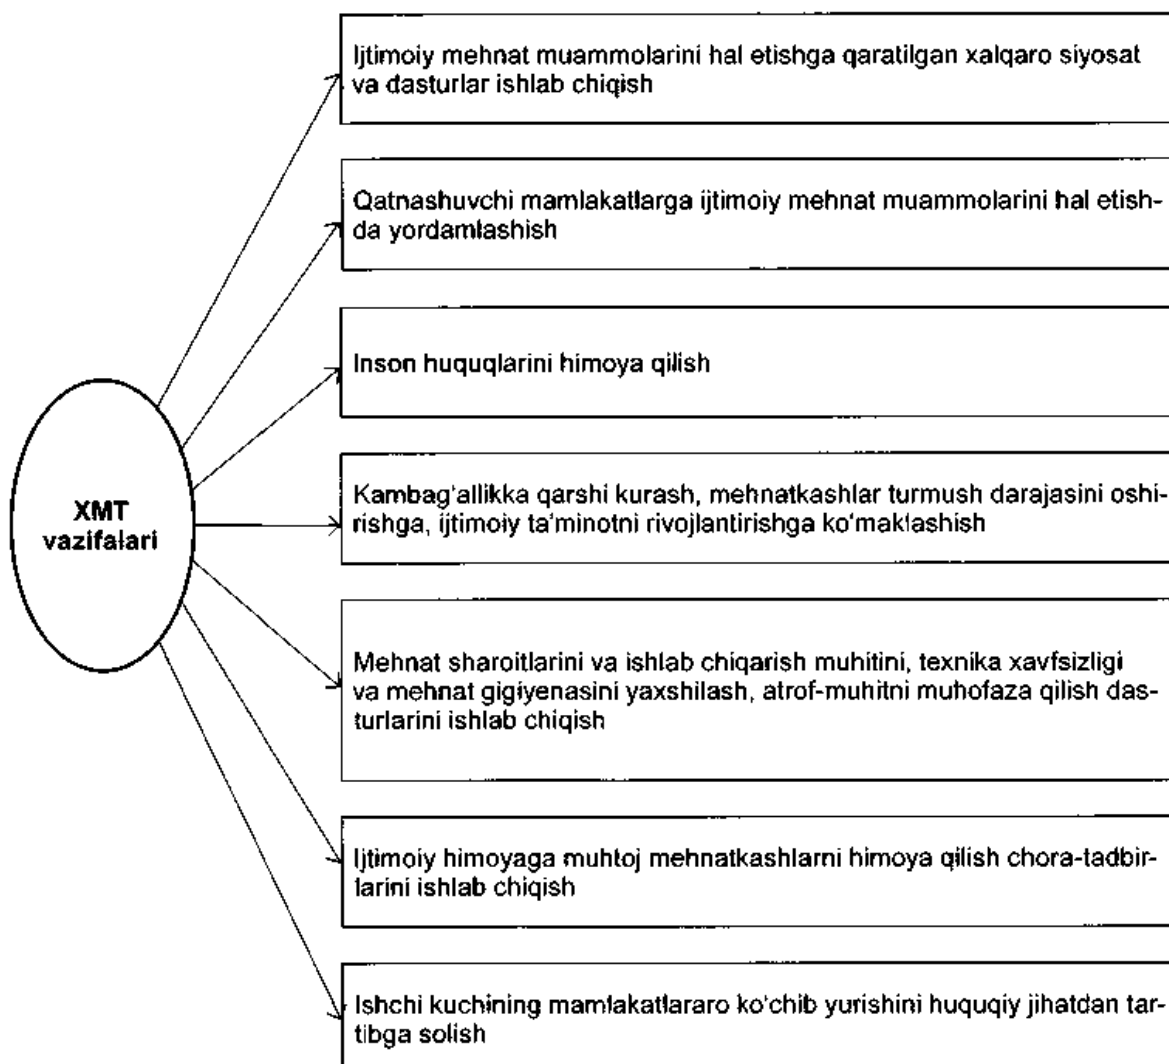 Ijtimoiy mehnat muammolarini hal etishga qaratilgan xalqaro siyosat
va dasturlar ishlab chiqish
Qatnashuvchi mamlakatlarga ijtimoiy mehnat muammolarini hal etish-
da yordamlashish
Inson huquqlarini himoya qilish
Kambag‘allikka qarshi kurash, mehnatkashlar turmush darajasini oshi-
rishga, ijtimoiy ta’minotni rivojlantirishga ko‘maklashish
XMT
vazifalari
Mehnat sharoitlarini va ishlab chiqarish muhitini, texnika xavfsizligi
va mehnat gigiyenasini yaxshilash, atrof-muhitni muhofaza qilish das-
turlarini ishlab chiqish
Ijtimoiy himoyaga muhtoj mehnatkashlarni himoya qilish chora-tadbir-
larini ishlab chiqish
Ishchi kuchining mamlakatlararo ko‘chib yurishini huquqiy jihatdan tar-
tibga solish